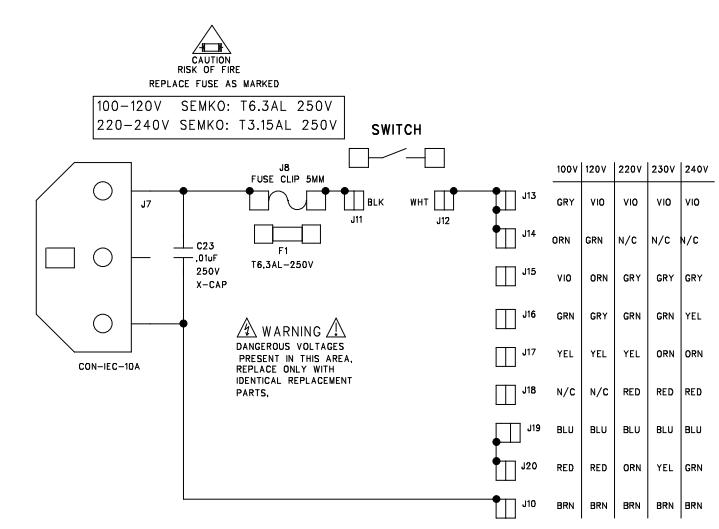 CAUTION
RISK OF FIRE
REPLACE FUSE AS MARKED
100-120V SEMKO: T6.3AL 250V
220-240V SEMKO: T3.15AL 250V
SWITCH
J8
FUSE CLIP 5MM
J7
J11
BLK
WHT
J12
F1
T6.3AL-250V
C23
.01uF
250V
X-CAP
CON-IEC-10A
WARNING
DANGEROUS VOLTAGES
PRESENT IN THIS AREA.
REPLACE ONLY WITH
IDENTICAL REPLACEMENT
PARTS.
100V 120V 220V 230V 240V
J13 GRY VIO VIO VIO VIO
J14 ORN GRN N/C N/C N/C
J15 VIO ORN GRY GRY GRY
J16 GRN GRY GRN GRN YEL
J17 YEL YEL YEL ORN ORN
J18 N/C N/C RED RED RED
J19 BLU BLU BLU BLU BLU
J20 RED RED ORN YEL GRN
J10 BRN BRN BRN BRN BRN